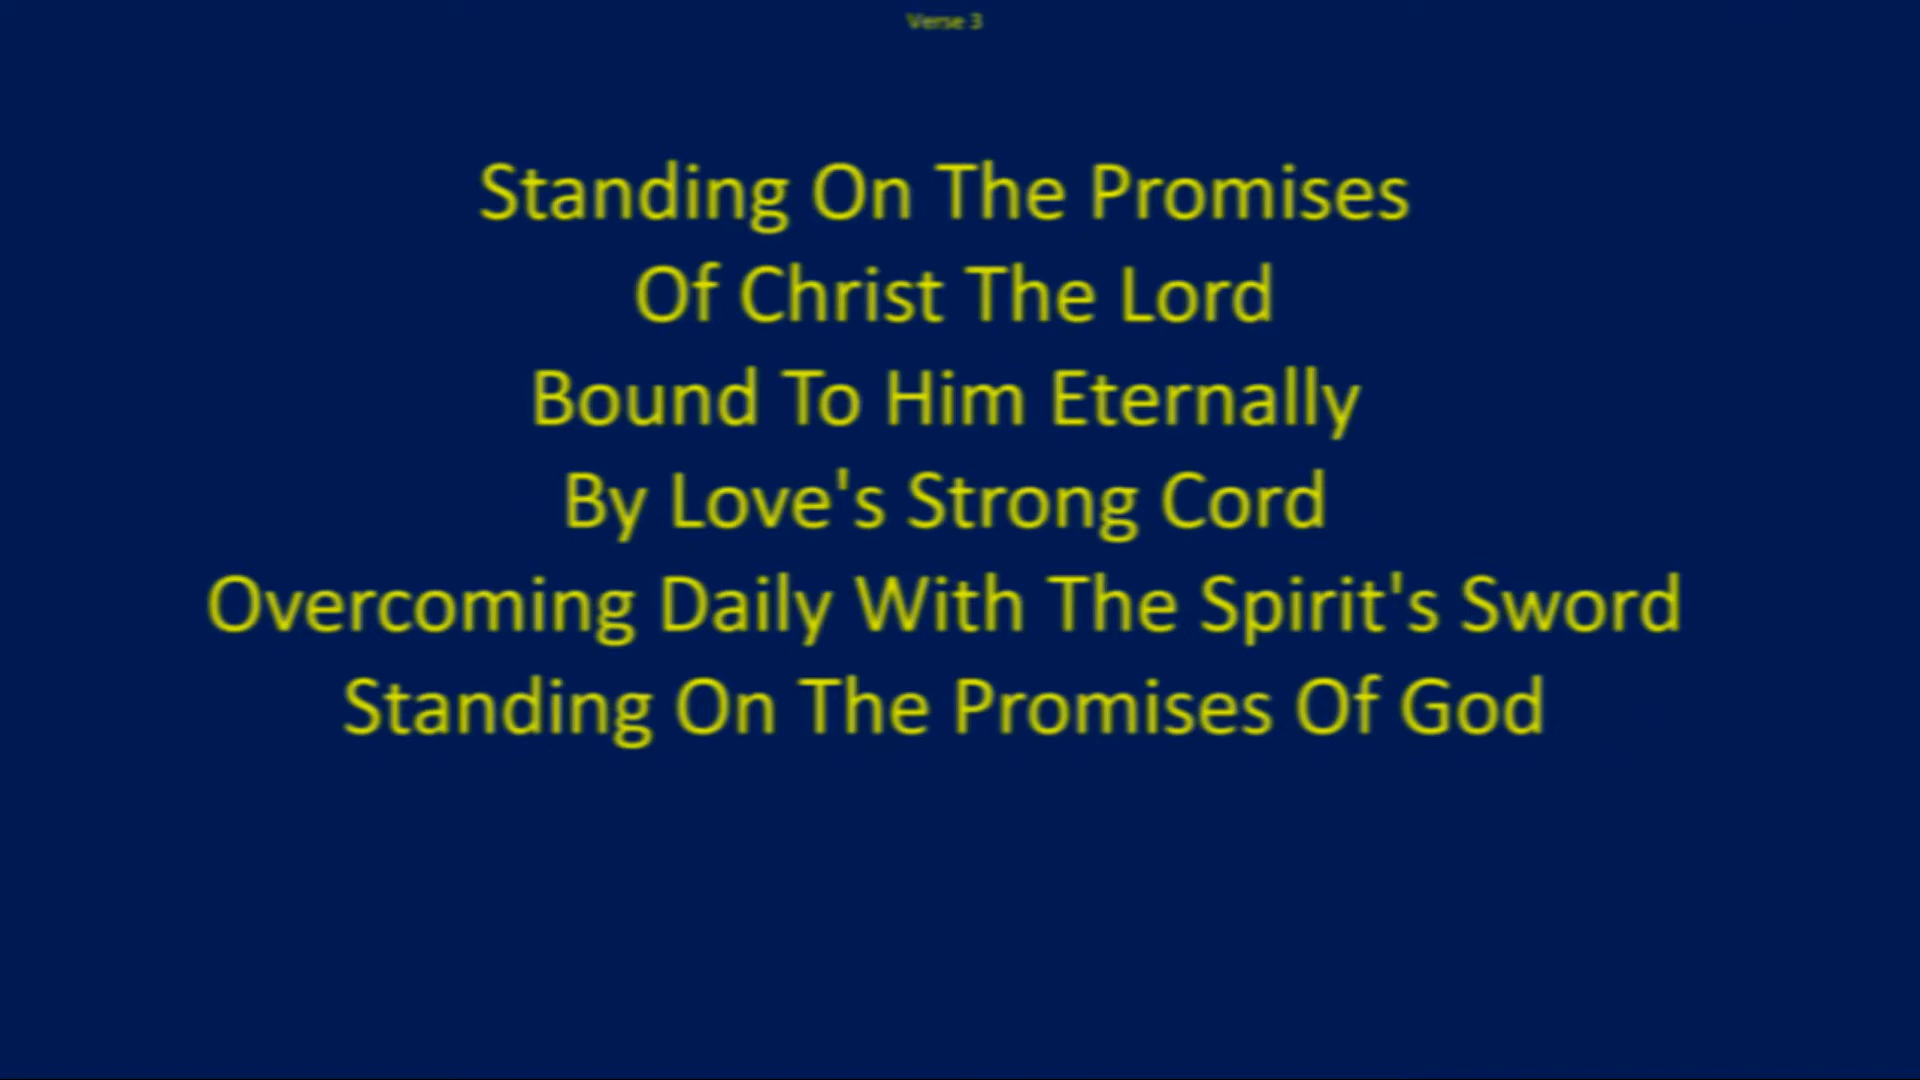 Verse 3
Standing On The Promises
Of Christ The Lord
Bound To Him Eternally
By Love's Strong Cord
Overcoming Daily With The Spirit's Sword
Standing On The Promises Of God